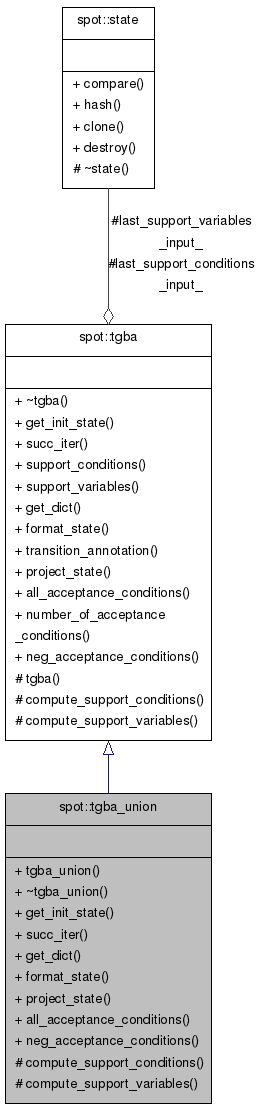 spot::state
+ compare()
+ hash()
+ clone()
+ destroy()
# ~state()
#last_support_variables
_input_
#last_support_conditions
_input_
spot::tgba
+ ~tgba()
+ get_init_state()
+ succ_iter()
+ support_conditions()
+ support_variables()
+ get_dict()
+ format_state()
+ transition_annotation()
+ project_state()
+ all_acceptance_conditions()
+ number_of_acceptance
_conditions()
+ neg_acceptance_conditions()
# tgba()
# compute_support_conditions()
# compute_support_variables()
spot::tgba_union
+ tgba_union()
+ ~tgba_union()
+ get_init_state()
+ succ_iter()
+ get_dict()
+ format_state()
+ project_state()
+ all_acceptance_conditions()
+ neg_acceptance_conditions()
# compute_support_conditions()
# compute_support_variables()